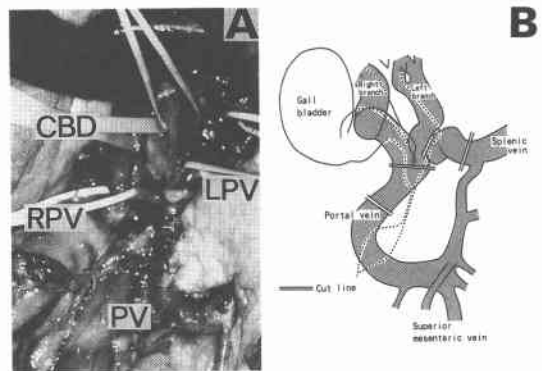 A
CBD
LPV
RPV
PV
B
Right
branch
Left
branch
Gall
bladder
Splenic
vein
Portal vein
Cut line
Superior
mesenteric vein